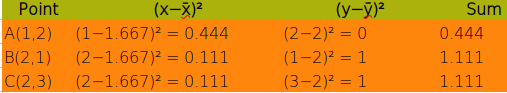 Point (x−x̄)² (y−ȳ)² Sum
A(1,2) (1−1.667)² = 0.444 (2−2)² = 0 0.444
B(2,1) (2−1.667)² = 0.111 (1−2)² = 1 1.111
C(2,3) (2−1.667)² = 0.111 (3−2)² = 1 1.111